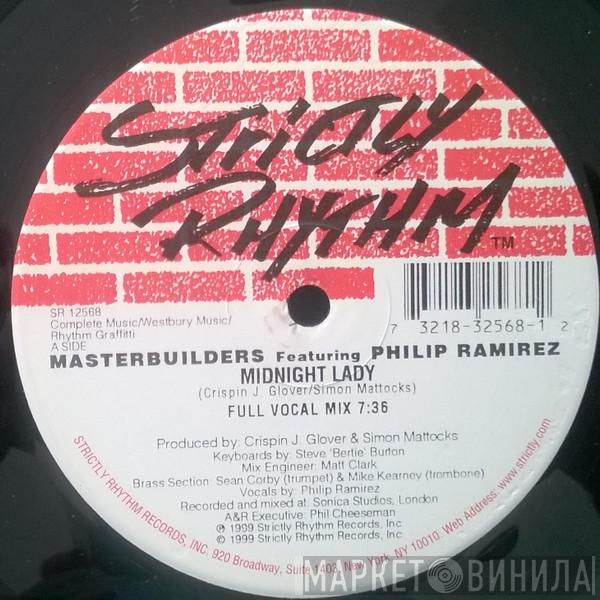 STRICTLY
RHYTHM ™
SR 12568
Complete Music/Westbury Music/
Rhythm Graffitti
A SIDE
7 3218-32568-1 2
MASTERBUILDERS Featuring PHILIP RAMIREZ
MIDNIGHT LADY
(Crispin J. Glover/Simon Mattocks)
FULL VOCAL MIX 7:36
Produced by: Crispin J. Glover & Simon Mattocks
Keyboards by: Steve 'Bertie' Burton
Mix Engineer: Matt Clark
Brass Section: Sean Corby (trumpet) & Mike Kearney (trombone)
Vocals by: Philip Ramirez
Recorded and mixed at: Sonica Studios, London
A&R Executive: Phil Cheeseman
℗ 1999 Strictly Rhythm Records, Inc
© 1999 Strictly Rhythm Records, Inc
STRICTLY RHYTHM RECORDS, INC. 920 Broadway, Suite 1403, New York, NY 10010. Web Address: www.strictly.com
МАРКЕТ ВИНИЛА